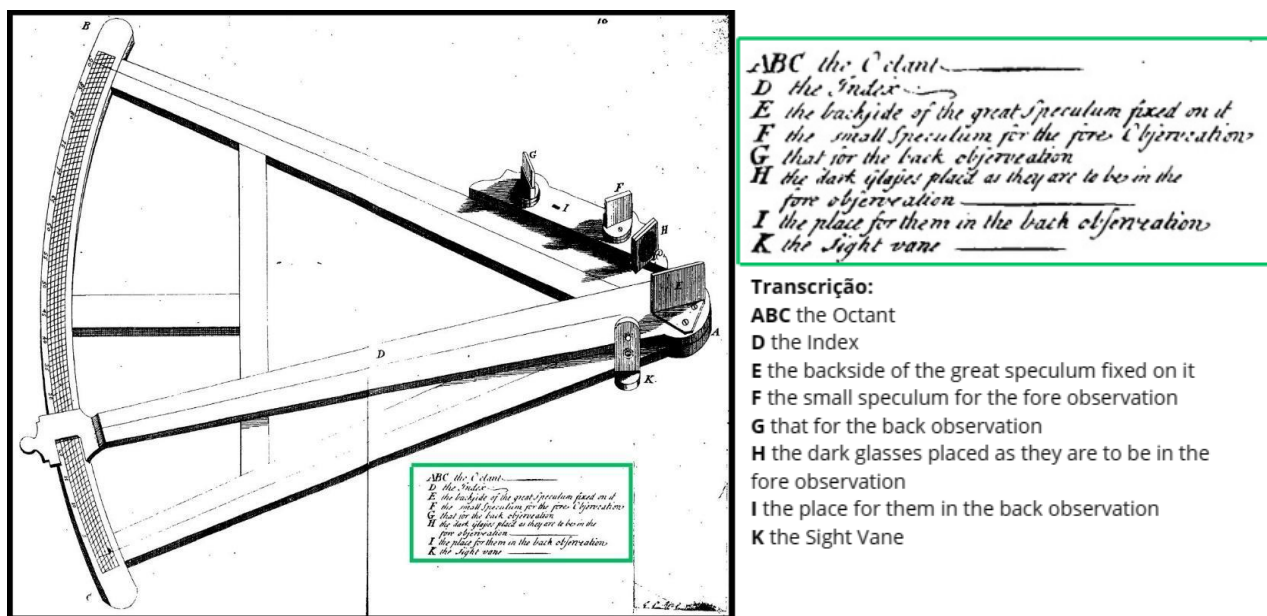 B
16
G
F
I
H
E
A
D
K
C
ABC the Octant
D the Index
E the backside of the great Speculum fixed on it
F the small Speculum for the fore Observation
G that for the back observation
H the dark glasses placed as they are to be in the
fore observation
I the place for them in the back observation
K the Sight vane
ABC the Octant
D the Index
E the backside of the great Speculum fixed on it
F the small Speculum for the fore Observation
G that for the back observation
H the dark glasses placed as they are to be in the
fore observation
I the place for them in the back observation
K the Sight vane
Transcrição:
ABC the Octant
D the Index
E the backside of the great speculum fixed on it
F the small speculum for the fore observation
G that for the back observation
H the dark glasses placed as they are to be in the
fore observation
I the place for them in the back observation
K the Sight Vane